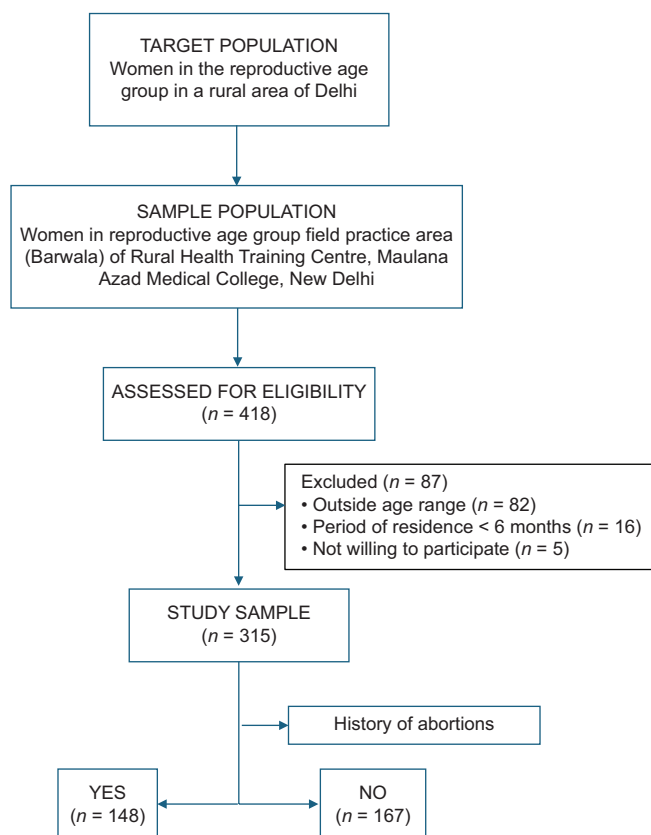 TARGET POPULATION
Women in the reproductive age
group in a rural area of Delhi
SAMPLE POPULATION
Women in reproductive age group field practice area
(Barwala) of Rural Health Training Centre, Maulana
Azad Medical College, New Delhi
ASSESSED FOR ELIGIBILITY
(n = 418)
Excluded (n = 87)
• Outside age range (n = 82)
• Period of residence < 6 months (n = 16)
• Not willing to participate (n = 5)
STUDY SAMPLE
(n = 315)
History of abortions
YES
(n = 148)
NO
(n = 167)